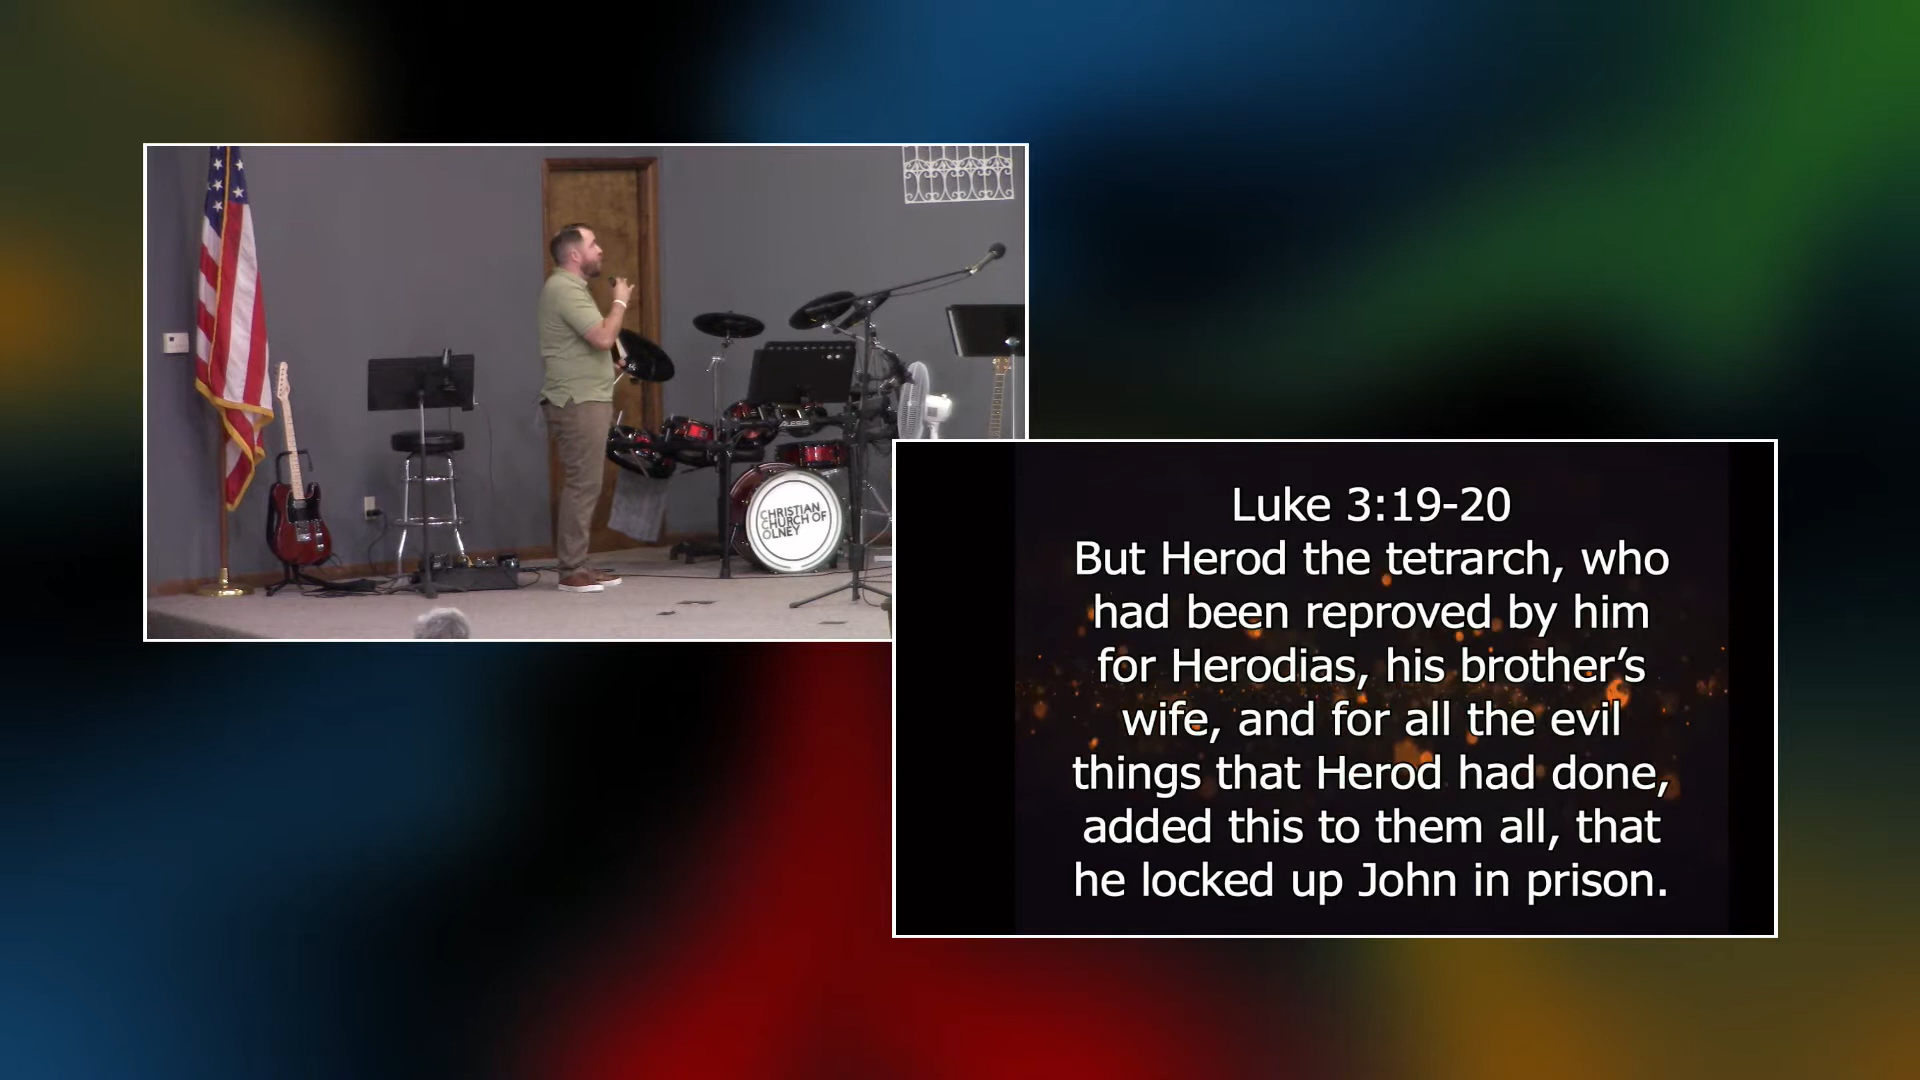 ALESIS
CHRISTIAN
CHURCH OF
OLNEY
Luke 3:19-20
But Herod the tetrarch, who
had been reproved by him
for Herodias, his brother’s
wife, and for all the evil
things that Herod had done,
added this to them all, that
he locked up John in prison.